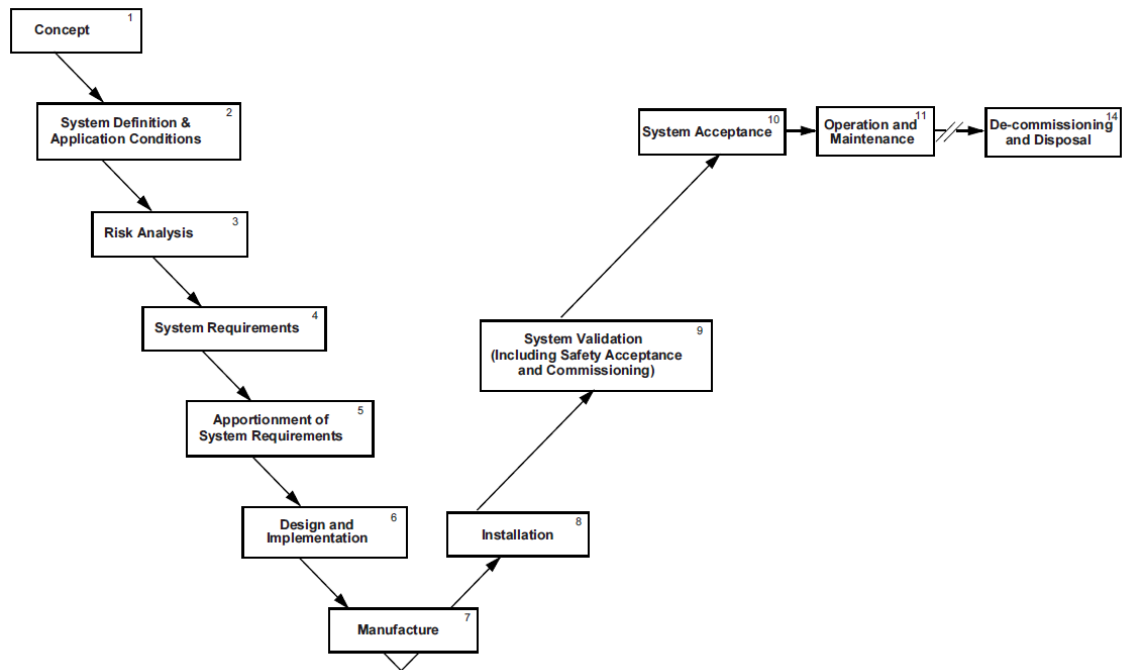 1
Concept
2
System Definition &
Application Conditions
3
Risk Analysis
4
System Requirements
5
Apportionment of
System Requirements
6
Design and
Implementation
7
Manufacture
8
Installation
9
System Validation
(Including Safety Acceptance
and Commissioning)
10
System Acceptance
11
Operation and
Maintenance
14
De-commissioning
and Disposal